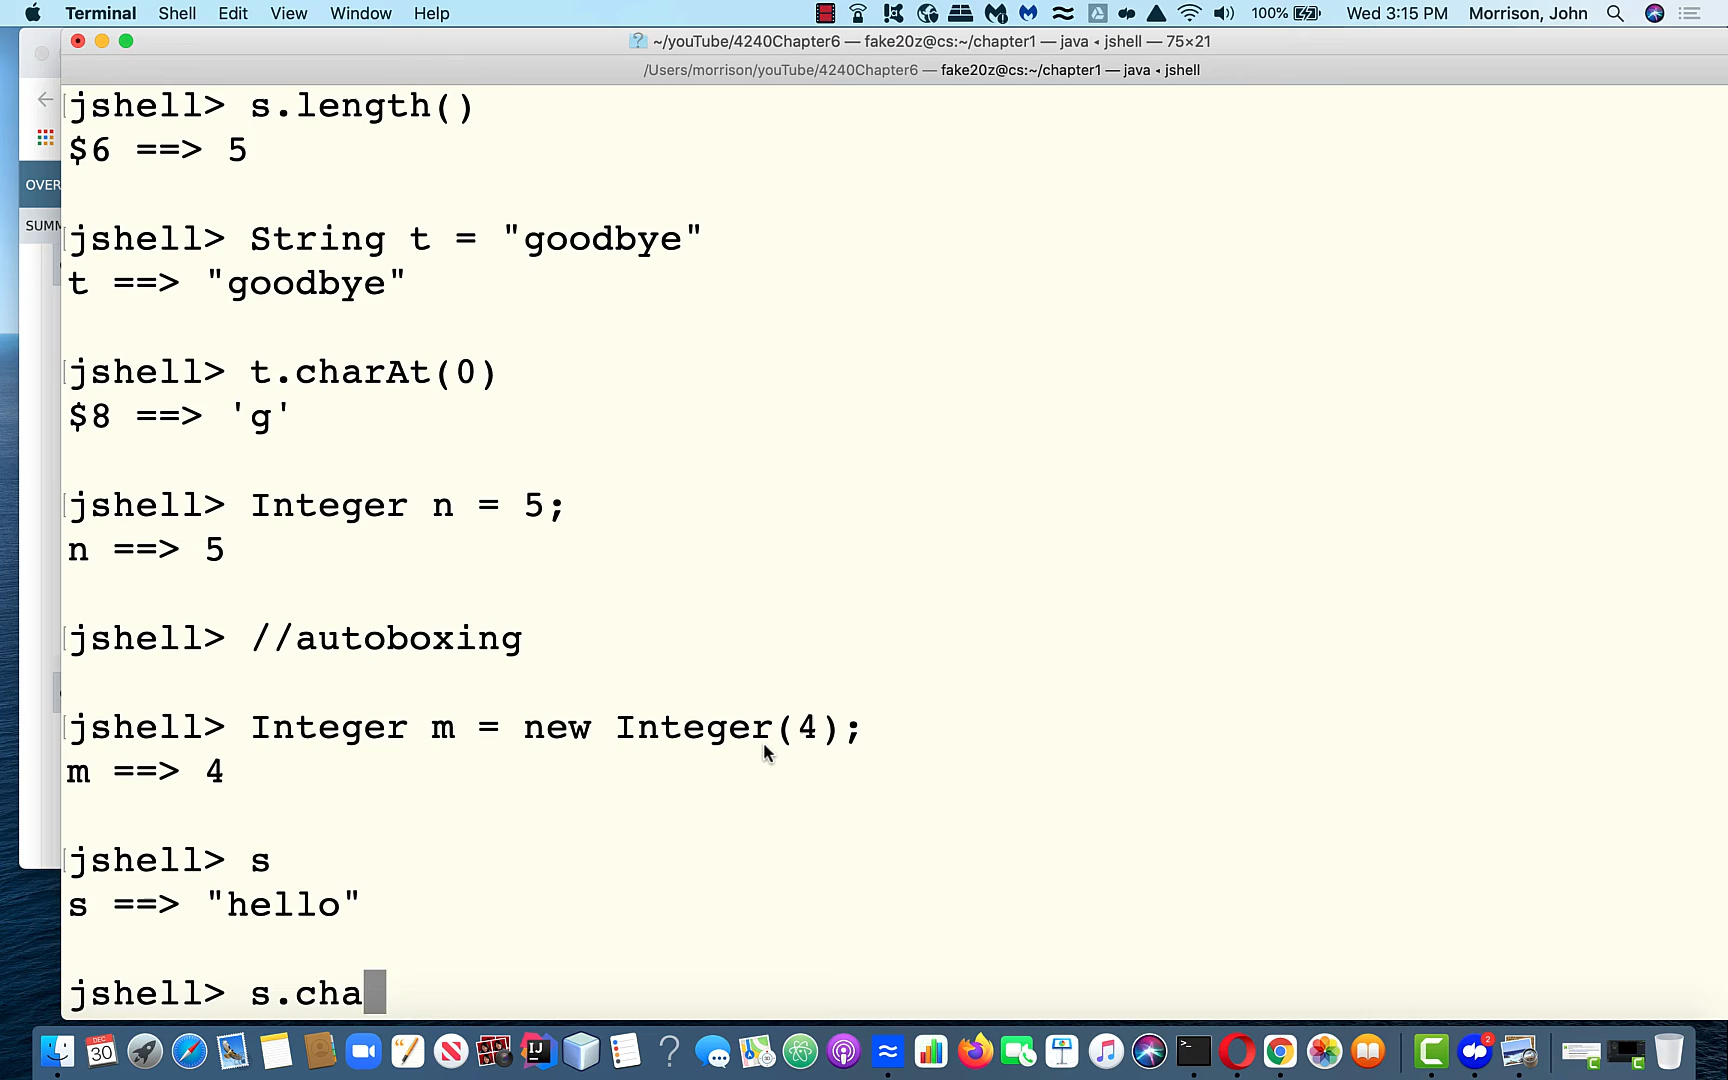 Terminal Shell Edit View Window Help 100% Wed 3:15 PM Morrison, John
~/youTube/4240Chapter6 — fake20z@cs:~/chapter1 — java ◂ jshell — 75×21
/Users/morrison/youTube/4240Chapter6 — fake20z@cs:~/chapter1 — java ◂ jshell
OVER
SUMM
jshell> s.length()
$6 ==> 5
jshell> String t = "goodbye"
t ==> "goodbye"
jshell> t.charAt(0)
$8 ==> 'g'
jshell> Integer n = 5;
n ==> 5
jshell> //autoboxing
jshell> Integer m = new Integer(4);
m ==> 4
jshell> s
s ==> "hello"
jshell> s.cha
DEC
30
2